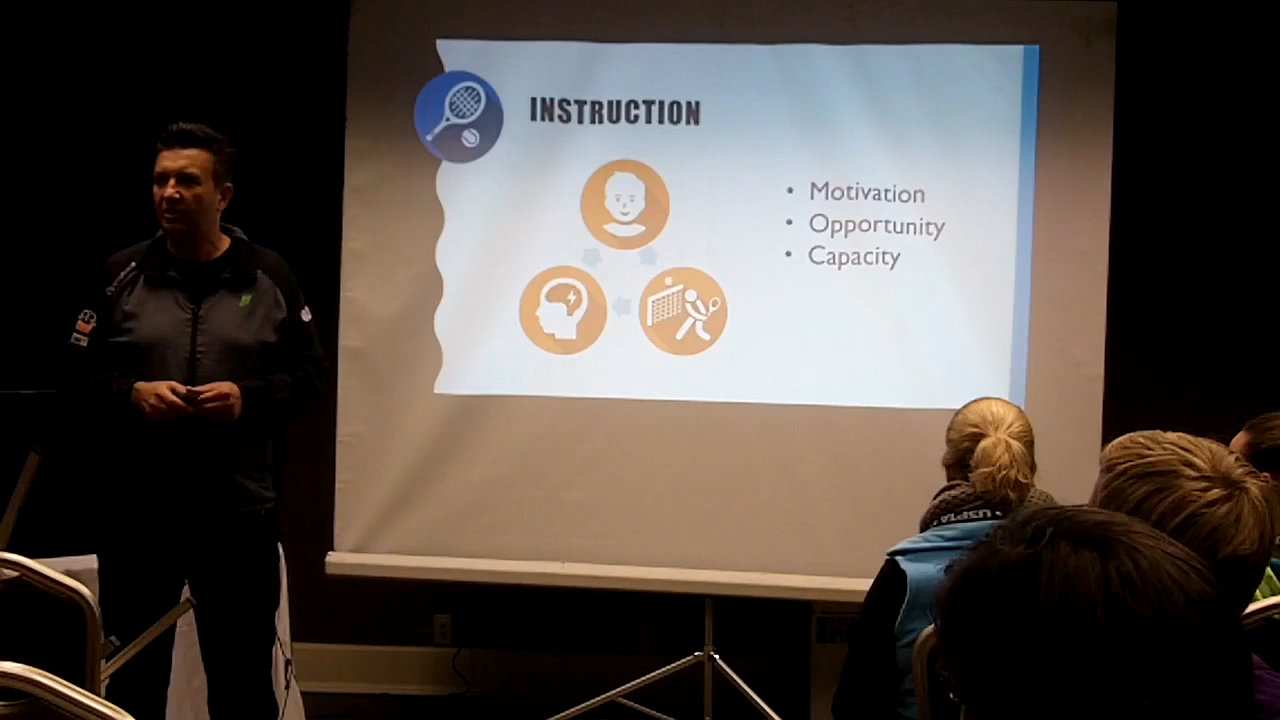 INSTRUCTION
• Motivation
• Opportunity
• Capacity
USPTA